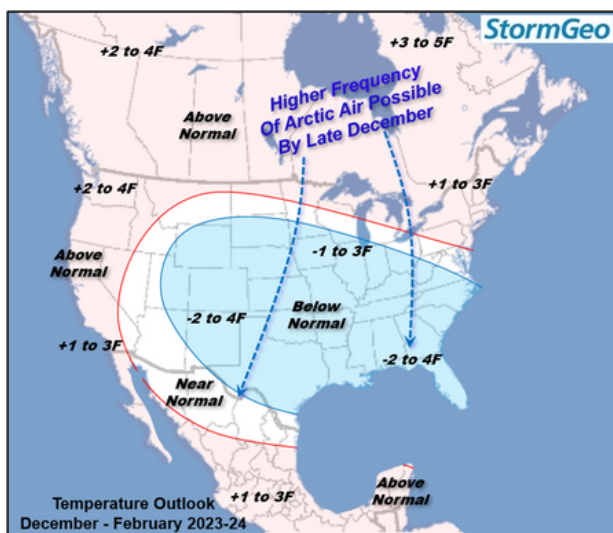 StormGeo
+2 to 4F
+3 to 5F
Higher Frequency
Of Arctic Air Possible
By Late December
Above
Normal
+2 to 4F
+1 to 3F
Above
Normal
-1 to 3F
-2 to 4F
Below
Normal
+1 to 3F
-2 to 4F
Near
Normal
Above
Normal
+1 to 3F
Temperature Outlook
December - February 2023-24